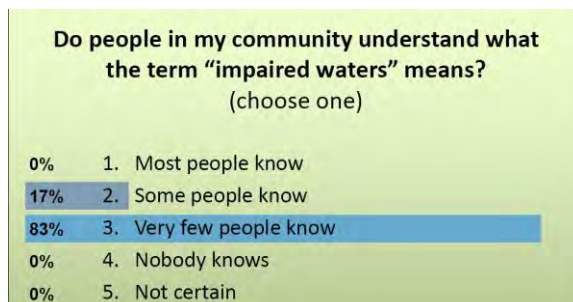 Do people in my community understand what
the term “impaired waters” means?
(choose one)
0% 1. Most people know
17% 2. Some people know
83% 3. Very few people know
0% 4. Nobody knows
0% 5. Not certain